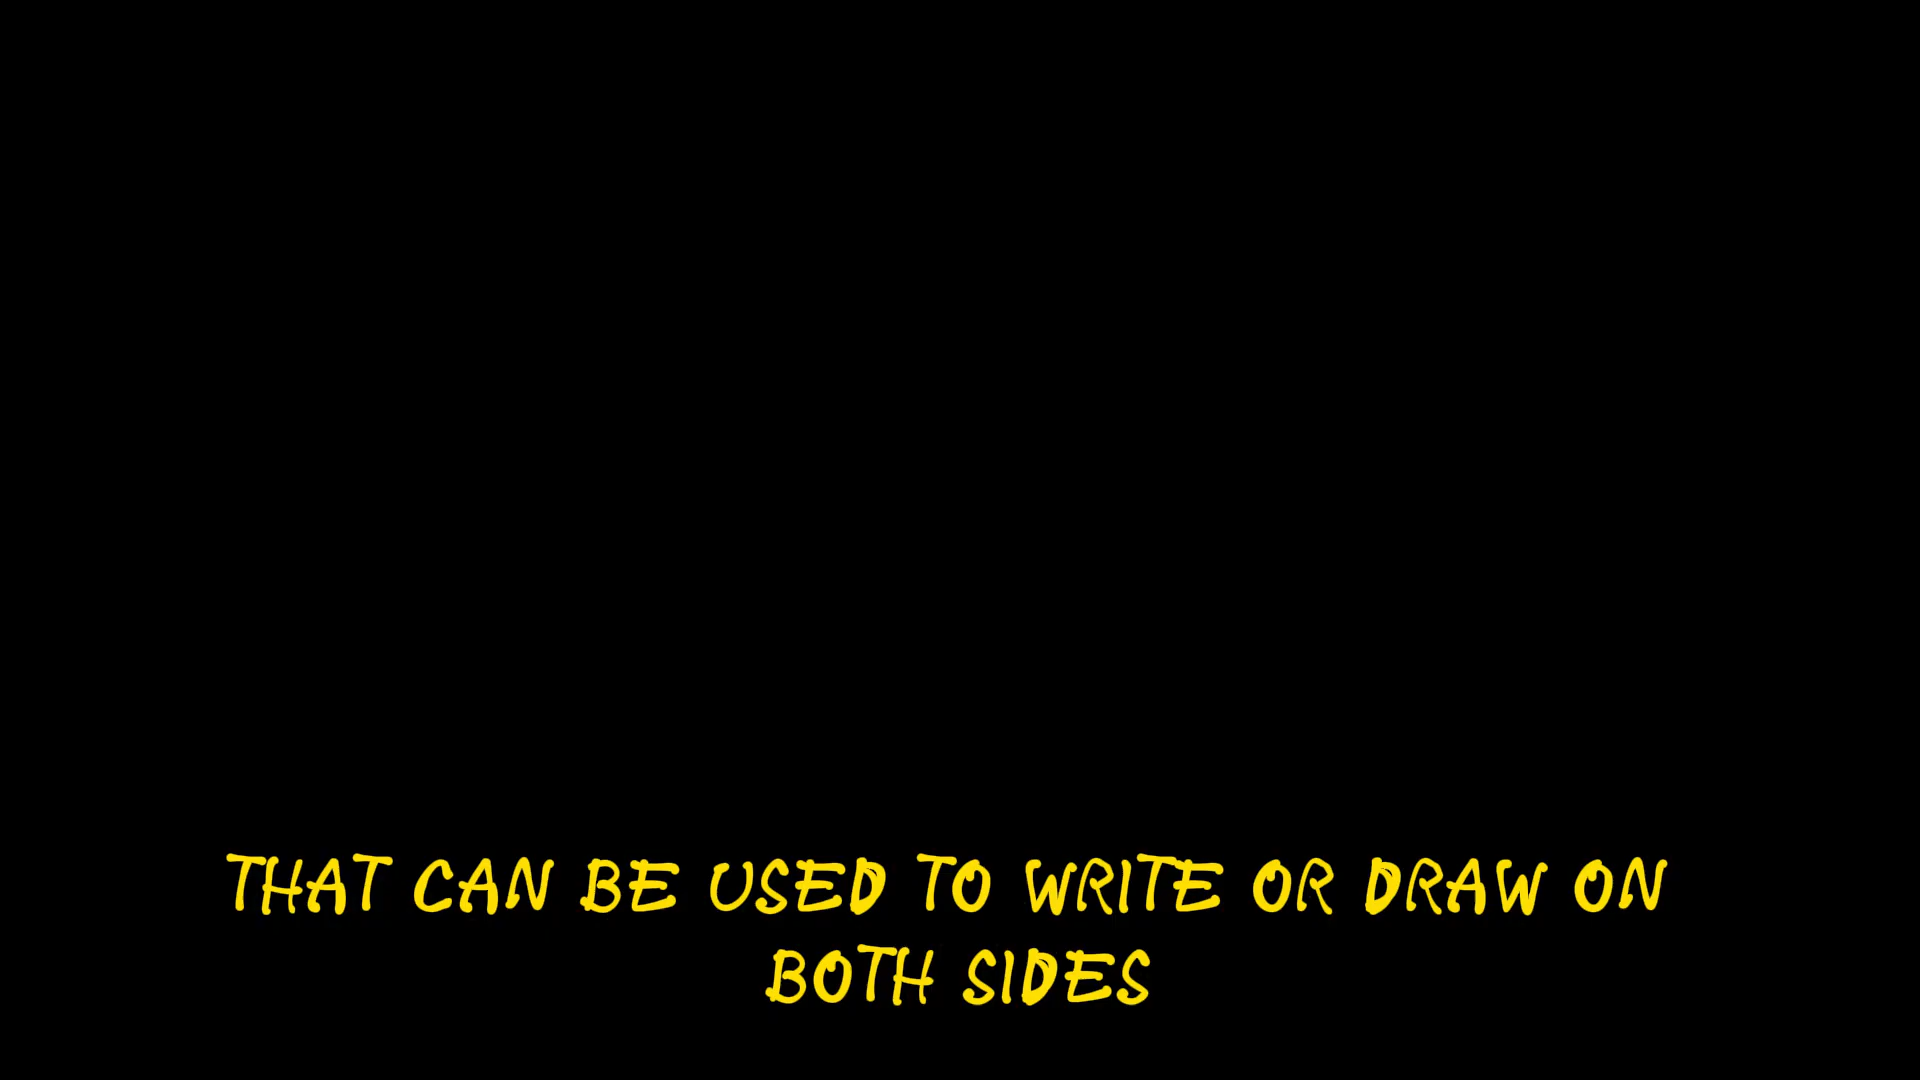 THAT CAN BE USED TO WRITE OR DRAW ON
BOTH SIDES